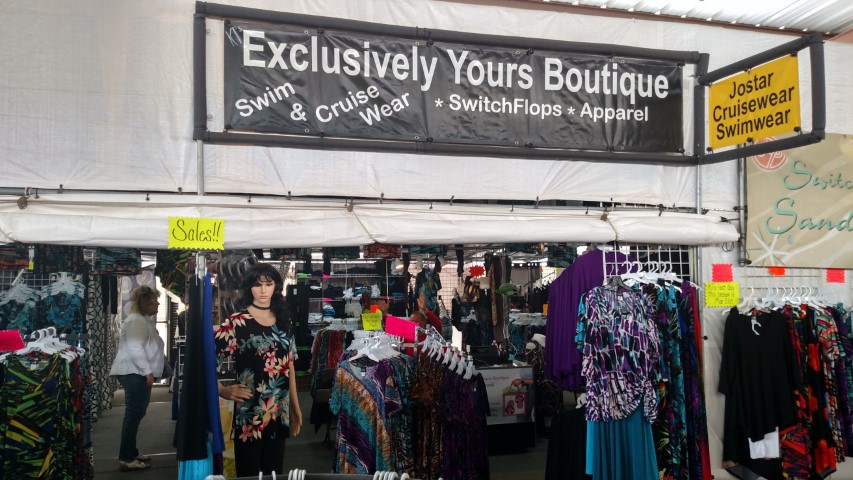 Exclusively Yours Boutique
Swim & Cruise Wear * SwitchFlops * Apparel
Jostar
Cruisewear
Swimwear
Sales!!